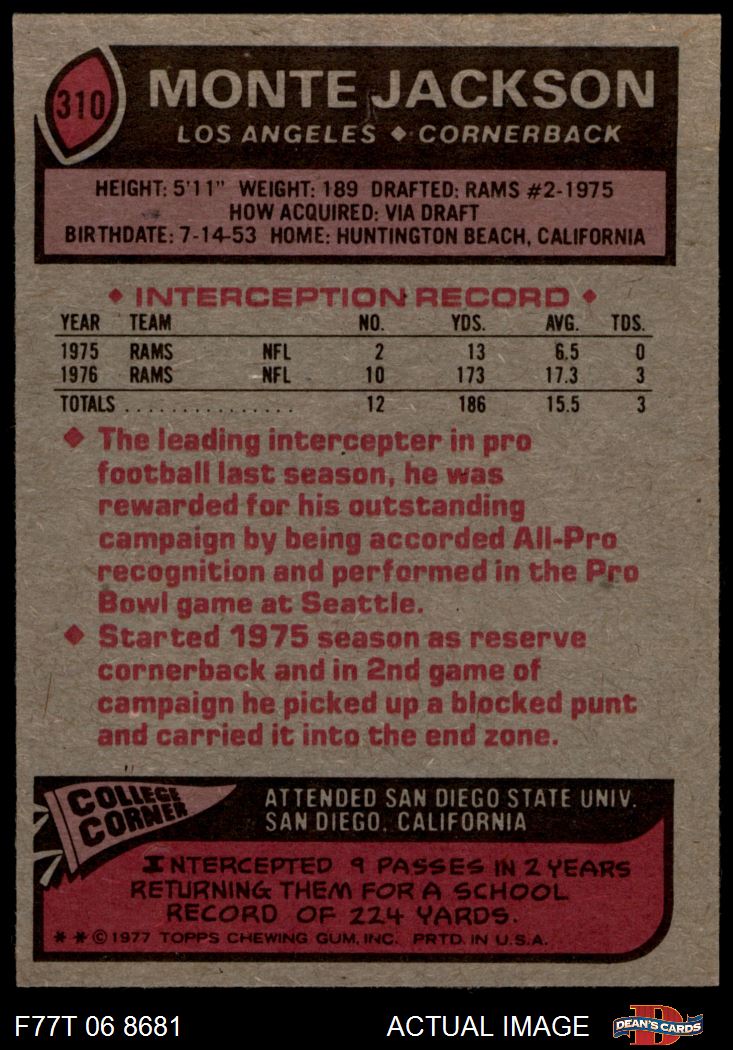 310
MONTE JACKSON
LOS ANGELES ◆ CORNERBACK
HEIGHT: 5'11" WEIGHT: 189 DRAFTED: RAMS #2-1975
HOW ACQUIRED: VIA DRAFT
BIRTHDATE: 7-14-53 HOME: HUNTINGTON BEACH, CALIFORNIA
◆ INTERCEPTION RECORD ◆
YEAR TEAM NO. YDS. AVG. TDS.
1975 RAMS NFL 2 13 6.5 0
1976 RAMS NFL 10 173 17.3 3
TOTALS . . . . . . . . . . . . . . . 12 186 15.5 3
◆ The leading intercepter in pro
football last season, he was
rewarded for his outstanding
campaign by being accorded All-Pro
recognition and performed in the Pro
Bowl game at Seattle.
◆ Started 1975 season as reserve
cornerback and in 2nd game of
campaign he picked up a blocked punt
and carried it into the end zone.
COLLEGE
CORNER
ATTENDED SAN DIEGO STATE UNIV.
SAN DIEGO, CALIFORNIA
INTERCEPTED 9 PASSES IN 2 YEARS
RETURNING THEM FOR A SCHOOL
RECORD OF 224 YARDS.
* * © 1977 TOPPS CHEWING GUM, INC. PRTD. IN U.S.A.
F77T 06 8681 ACTUAL IMAGE D DEAN'S CARDS